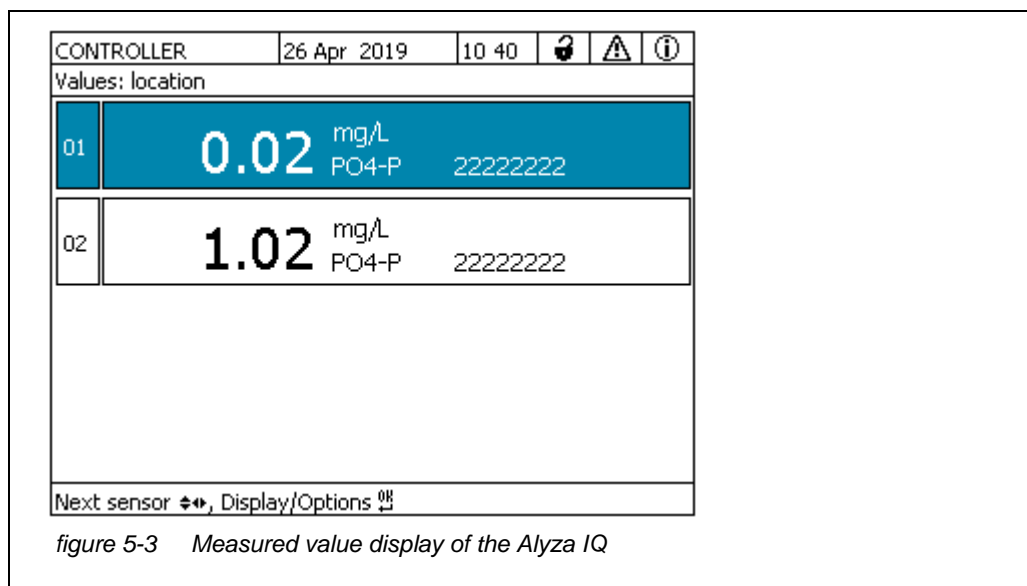 CONTROLLER 26 Apr 2019 10 40
Values: location
01 0.02 mg/L PO4-P 22222222
02 1.02 mg/L PO4-P 22222222
Next sensor, Display/Options OK
figure 5-3 Measured value display of the Alyza IQ